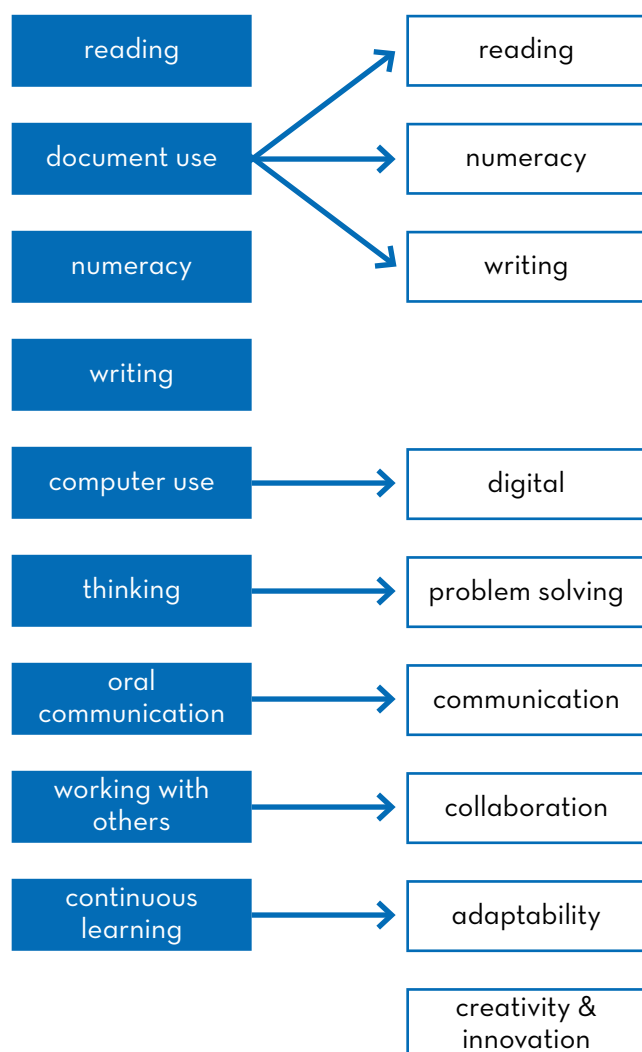 reading
reading
document use
numeracy
numeracy
writing
writing
computer use
digital
thinking
problem solving
oral
communication
communication
working with
others
collaboration
continuous
learning
adaptability
creativity &
innovation